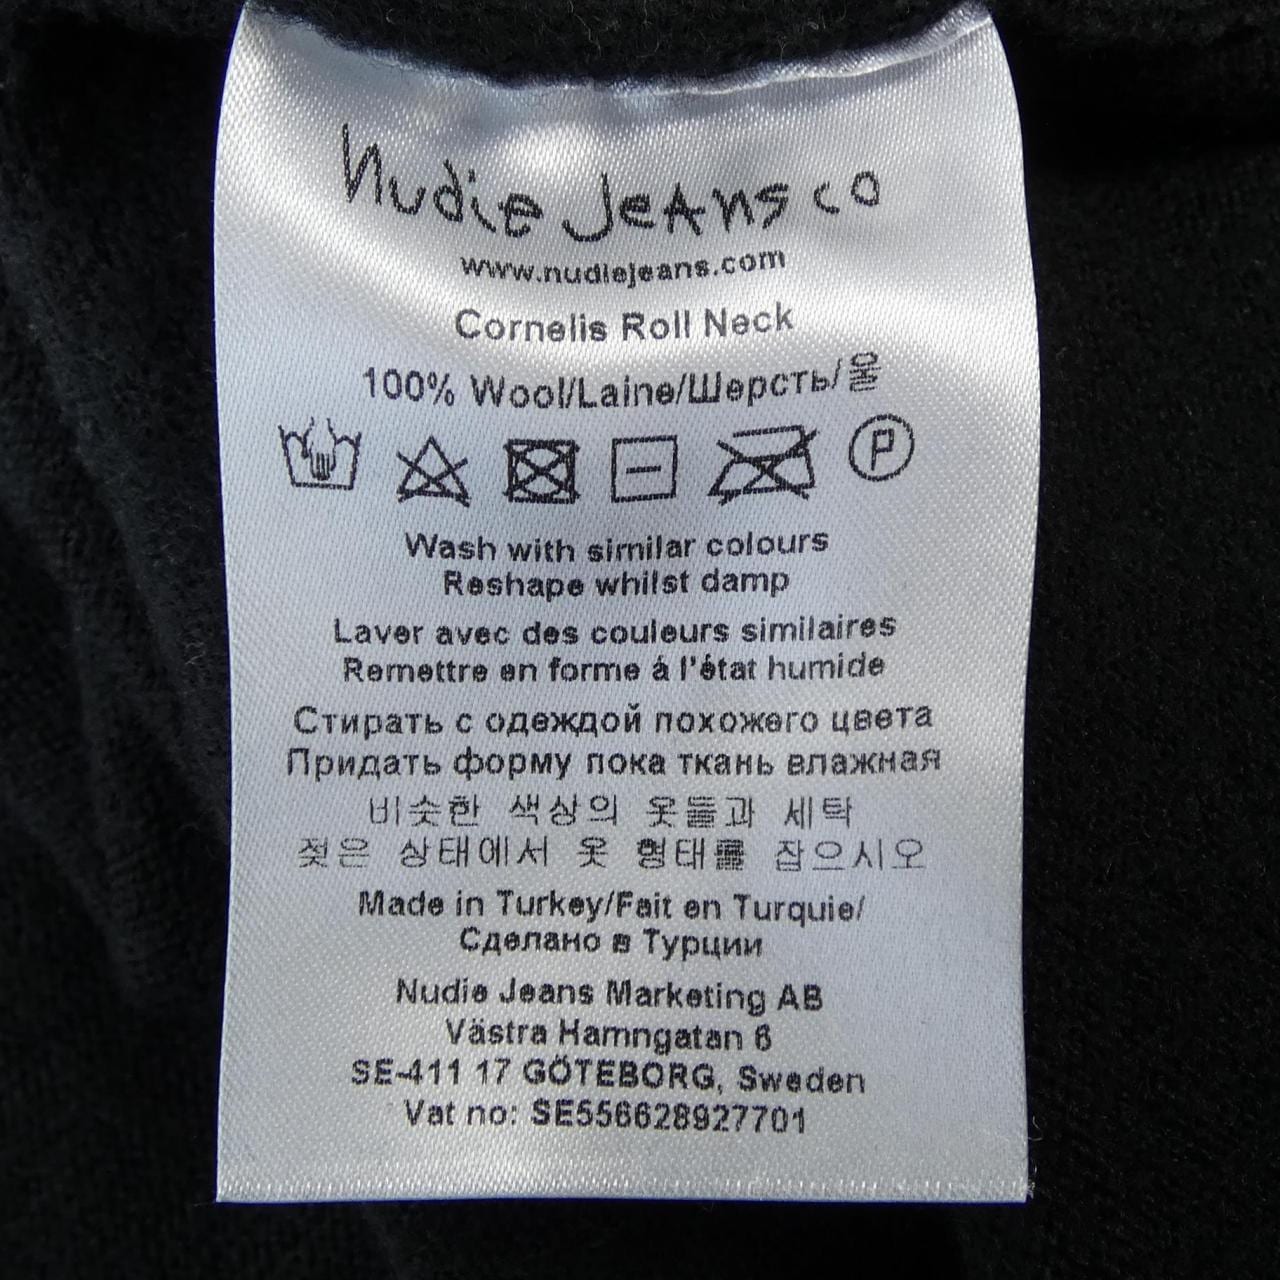 Nudie Jeans co
www.nudiejeans.com
Cornelis Roll Neck
100% Wool/Laine/Шерсть/울
P
Wash with similar colours
Reshape whilst damp
Laver avec des couleurs similaires
Remettre en forme á l'état humide
Стирать с одеждой похожего цвета
Придать форму пока ткань влажная
비슷한 색상의 옷들과 세탁
젖은 상태에서 옷 형태를 잡으시오
Made in Turkey/Fait en Turquie/
Сделано в Турции
Nudie Jeans Marketing AB
Västra Hamngatan 6
SE-411 17 GÖTEBORG, Sweden
Vat no: SE556628927701